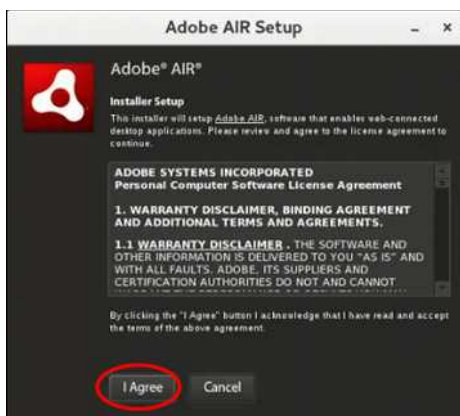 Adobe AIR Setup
Adobe® AIR®
Installer Setup
This installer will setup Adobe AIR, software that enables web-connected
desktop applications. Please review and agree to the license agreement to
continue.
ADOBE SYSTEMS INCORPORATED
Personal Computer Software License Agreement
1. WARRANTY DISCLAIMER, BINDING AGREEMENT
AND ADDITIONAL TERMS AND AGREEMENTS.
1.1 WARRANTY DISCLAIMER . THE SOFTWARE AND
OTHER INFORMATION IS DELIVERED TO YOU "AS IS" AND
WITH ALL FAULTS. ADOBE, ITS SUPPLIERS AND
CERTIFICATION AUTHORITIES DO NOT AND CANNOT
By clicking the "I Agree" button I acknowledge that I have read and accept
the terms of the above agreement.
I Agree
Cancel